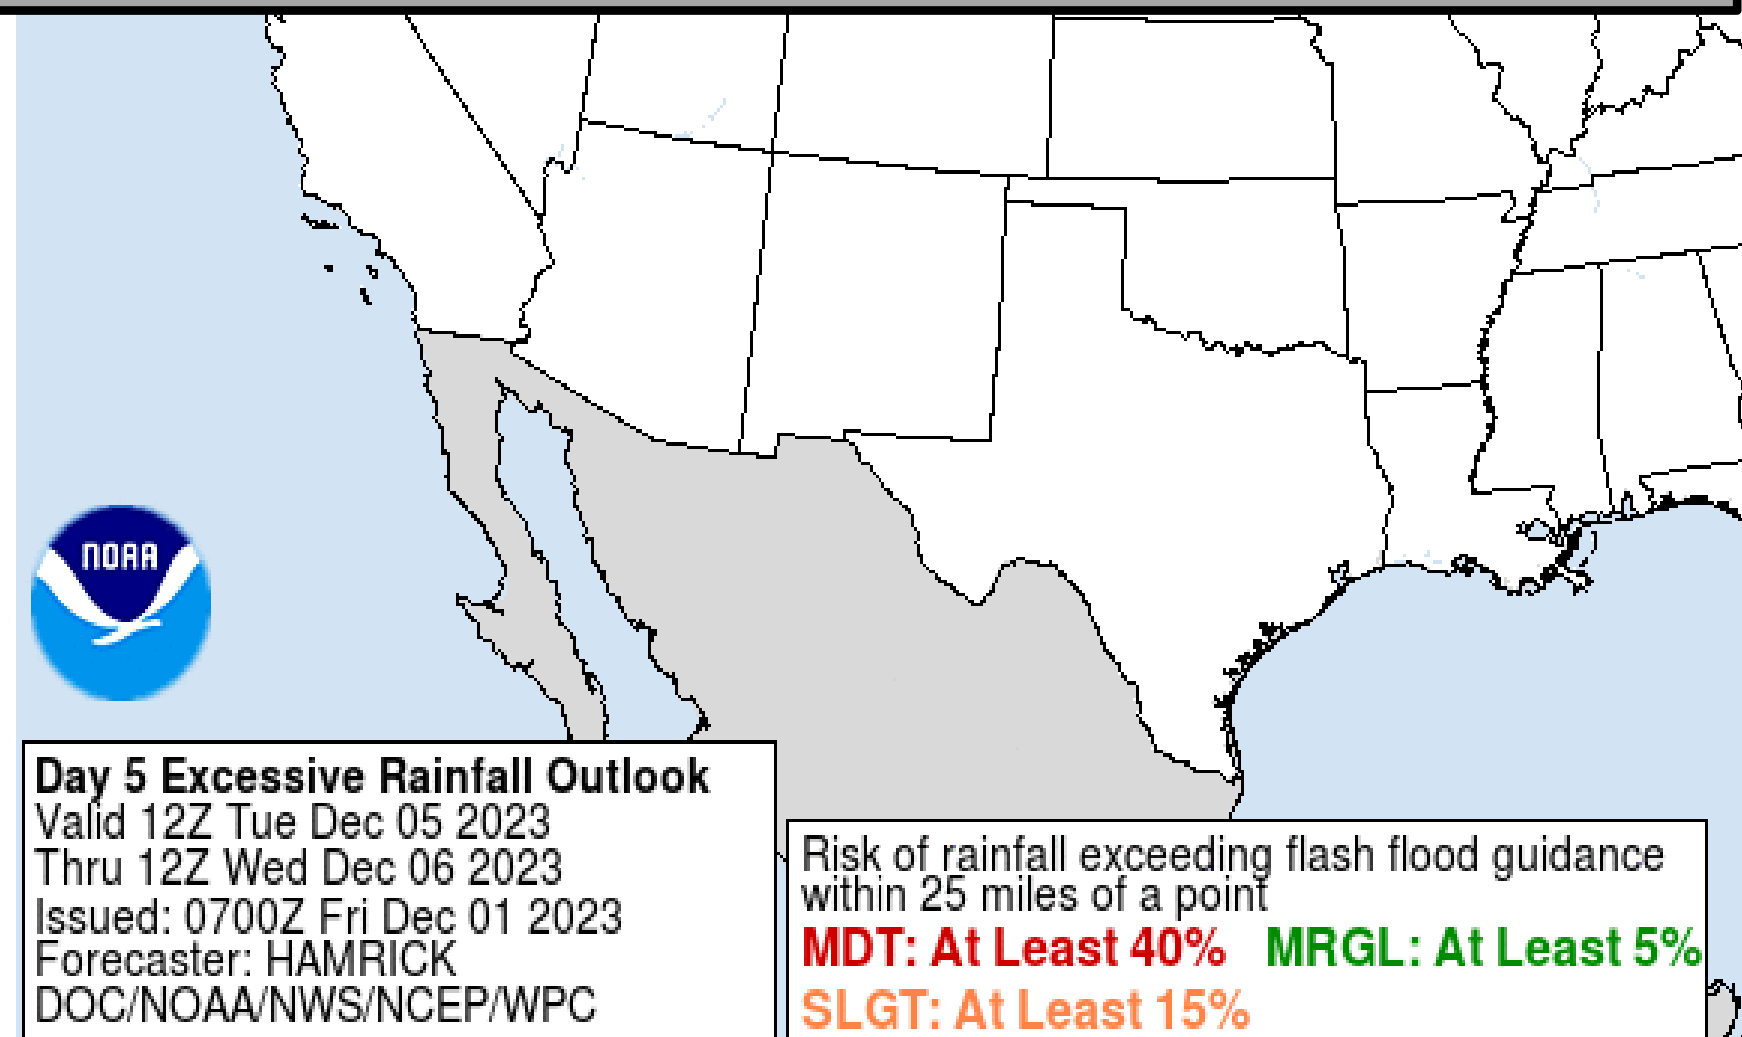 NOAA
Day 5 Excessive Rainfall Outlook
Valid 12Z Tue Dec 05 2023
Thru 12Z Wed Dec 06 2023
Issued: 0700Z Fri Dec 01 2023
Forecaster: HAMRICK
DOC/NOAA/NWS/NCEP/WPC
Risk of rainfall exceeding flash flood guidance
within 25 miles of a point
MDT: At Least 40% MRGL: At Least 5%
SLGT: At Least 15%